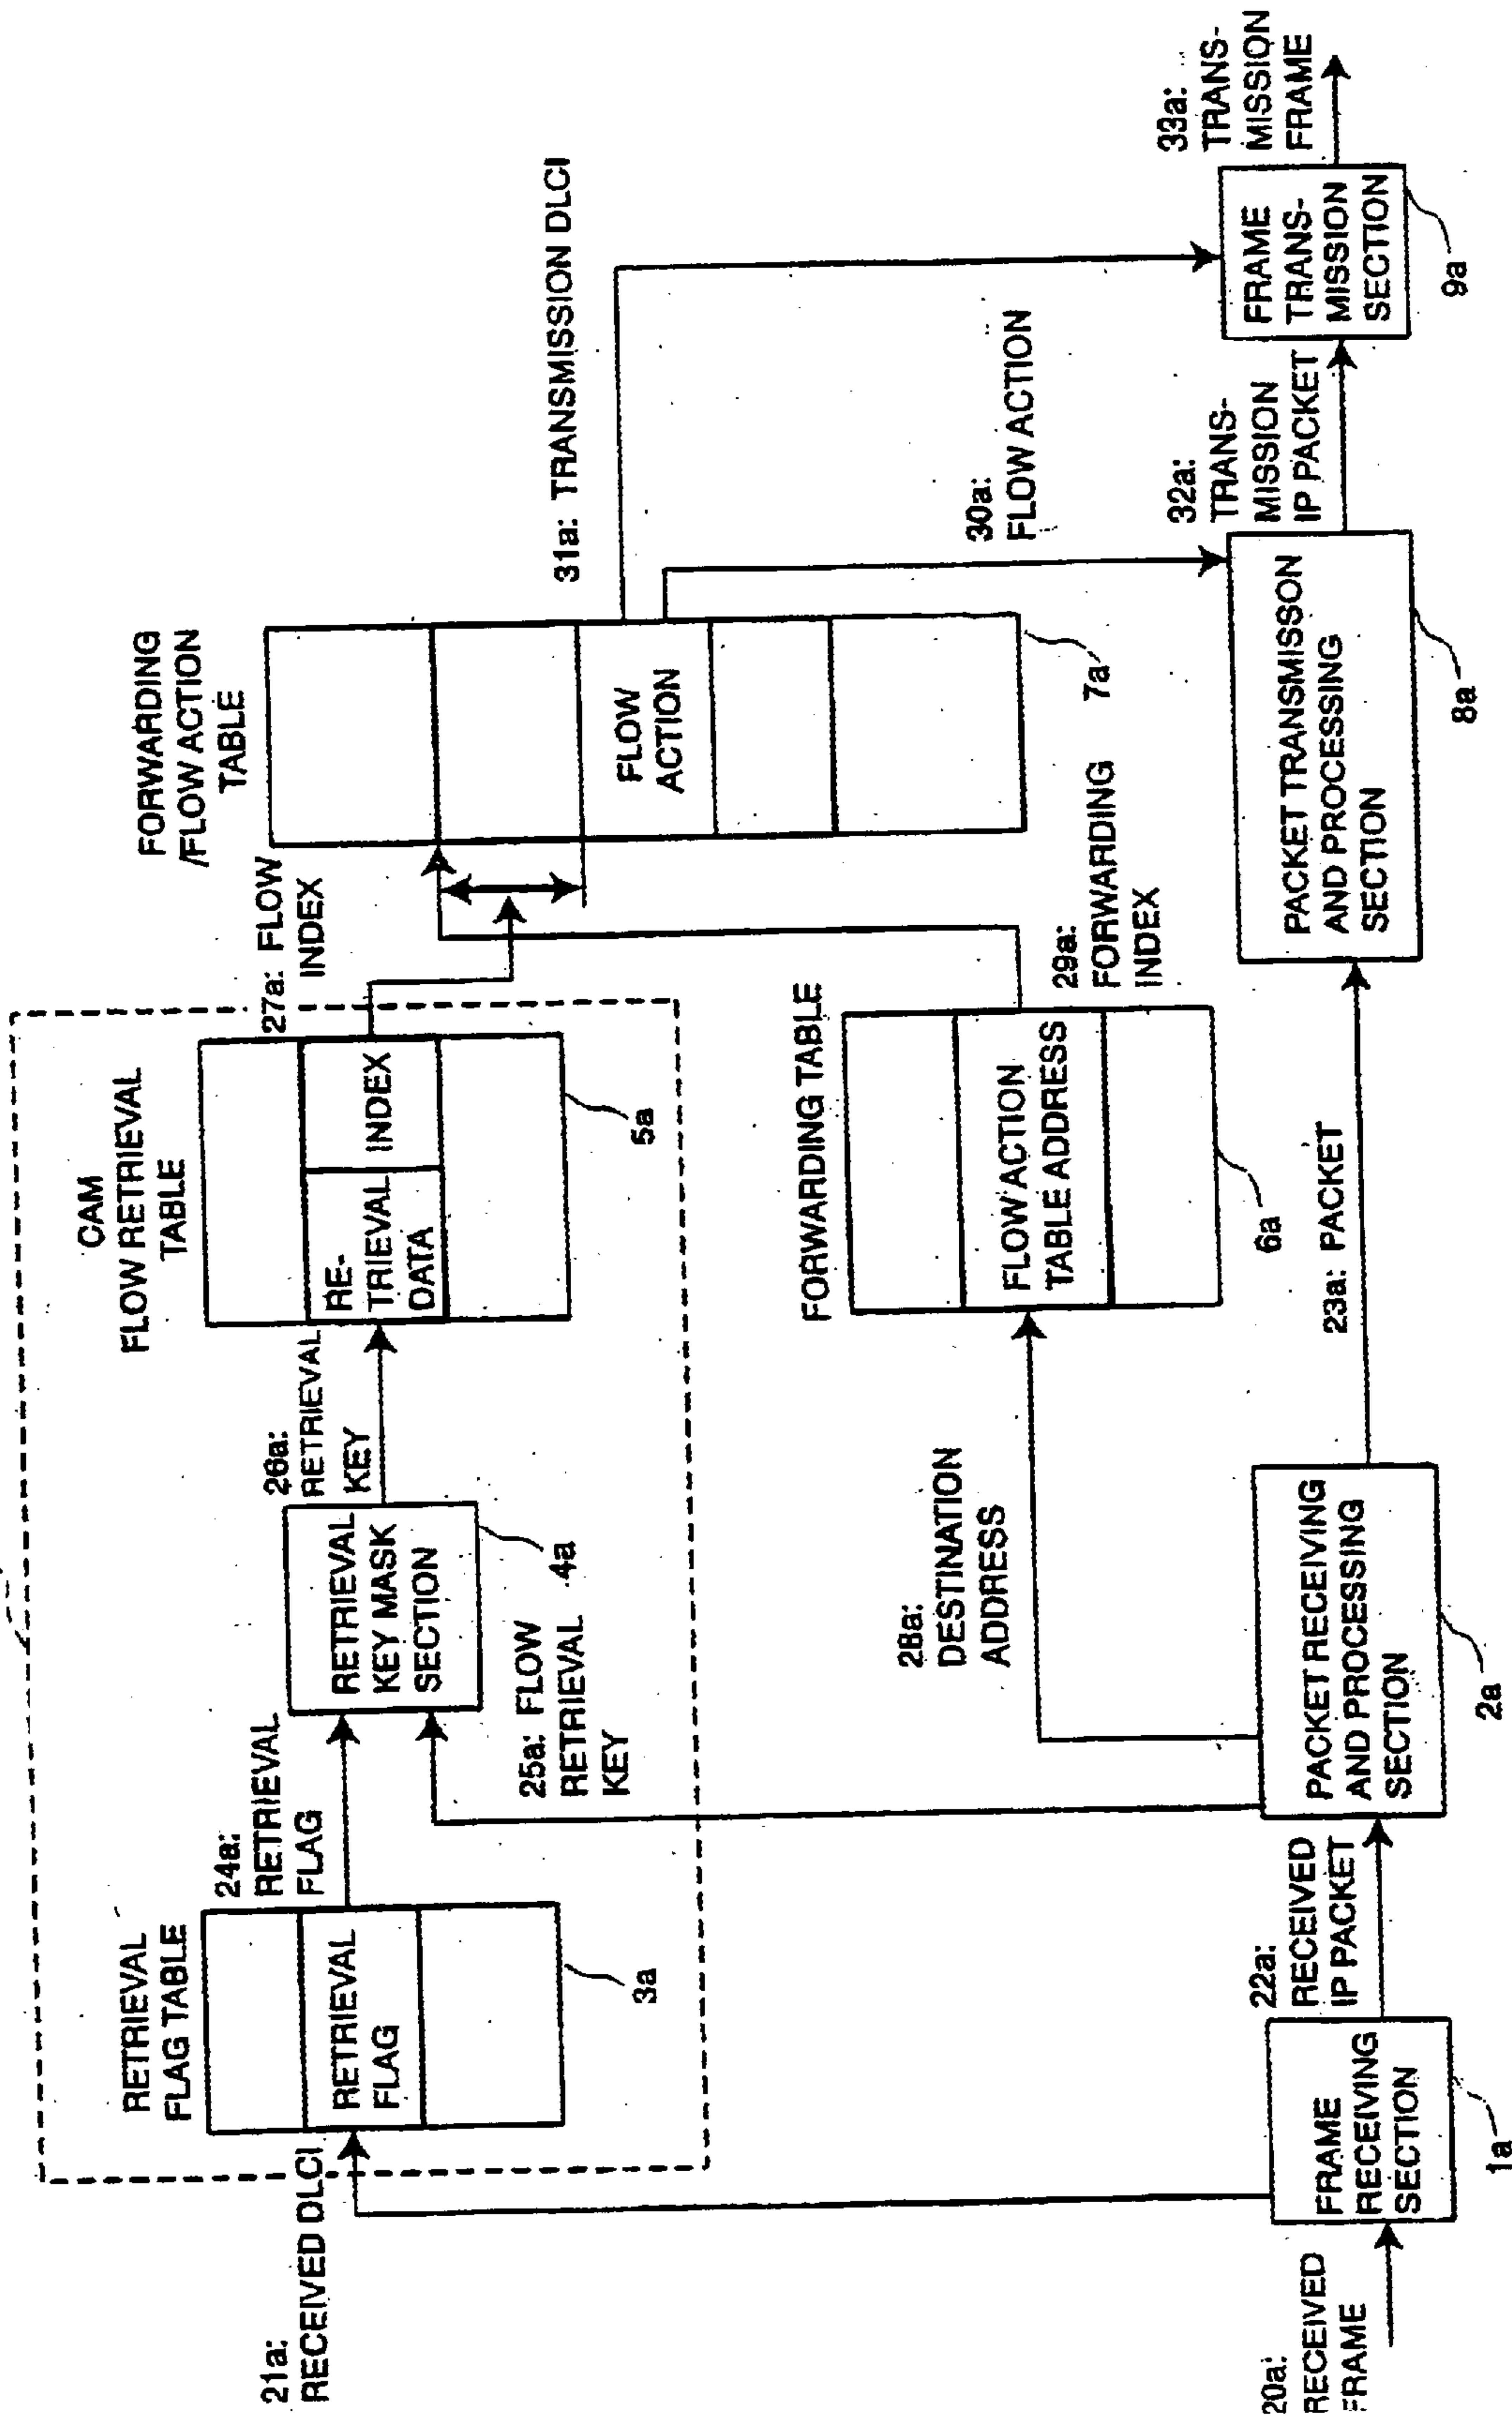 21a:
RECEIVED DLCI
RETRIEVAL
FLAG TABLE
RETRIEVAL
FLAG
3a
24a:
RETRIEVAL
FLAG
RETRIEVAL
KEY MASK
SECTION
4a
25a: FLOW
RETRIEVAL
KEY
26a:
RETRIEVAL
KEY
CAM
FLOW RETRIEVAL
TABLE
RE-
TRIEVAL
DATA
INDEX
5a
27a: FLOW
INDEX
FORWARDING
/FLOW ACTION
TABLE
FLOW
ACTION
7a
31a: TRANSMISSION DLCI
30a:
FLOW ACTION
28a:
DESTINATION
ADDRESS
FORWARDING TABLE
FLOW ACTION
TABLE ADDRESS
6a
29a:
FORWARDING
INDEX
20a:
RECEIVED
FRAME
FRAME
RECEIVING
SECTION
1a
22a:
RECEIVED
IP PACKET
PACKET RECEIVING
AND PROCESSING
SECTION
2a
23a: PACKET
PACKET TRANSMISSON
AND PROCESSING
SECTION
8a
32a:
TRANS-
MISSION
IP PACKET
FRAME
TRANS-
MISSION
SECTION
9a
33a:
TRANS-
MISSION
FRAME